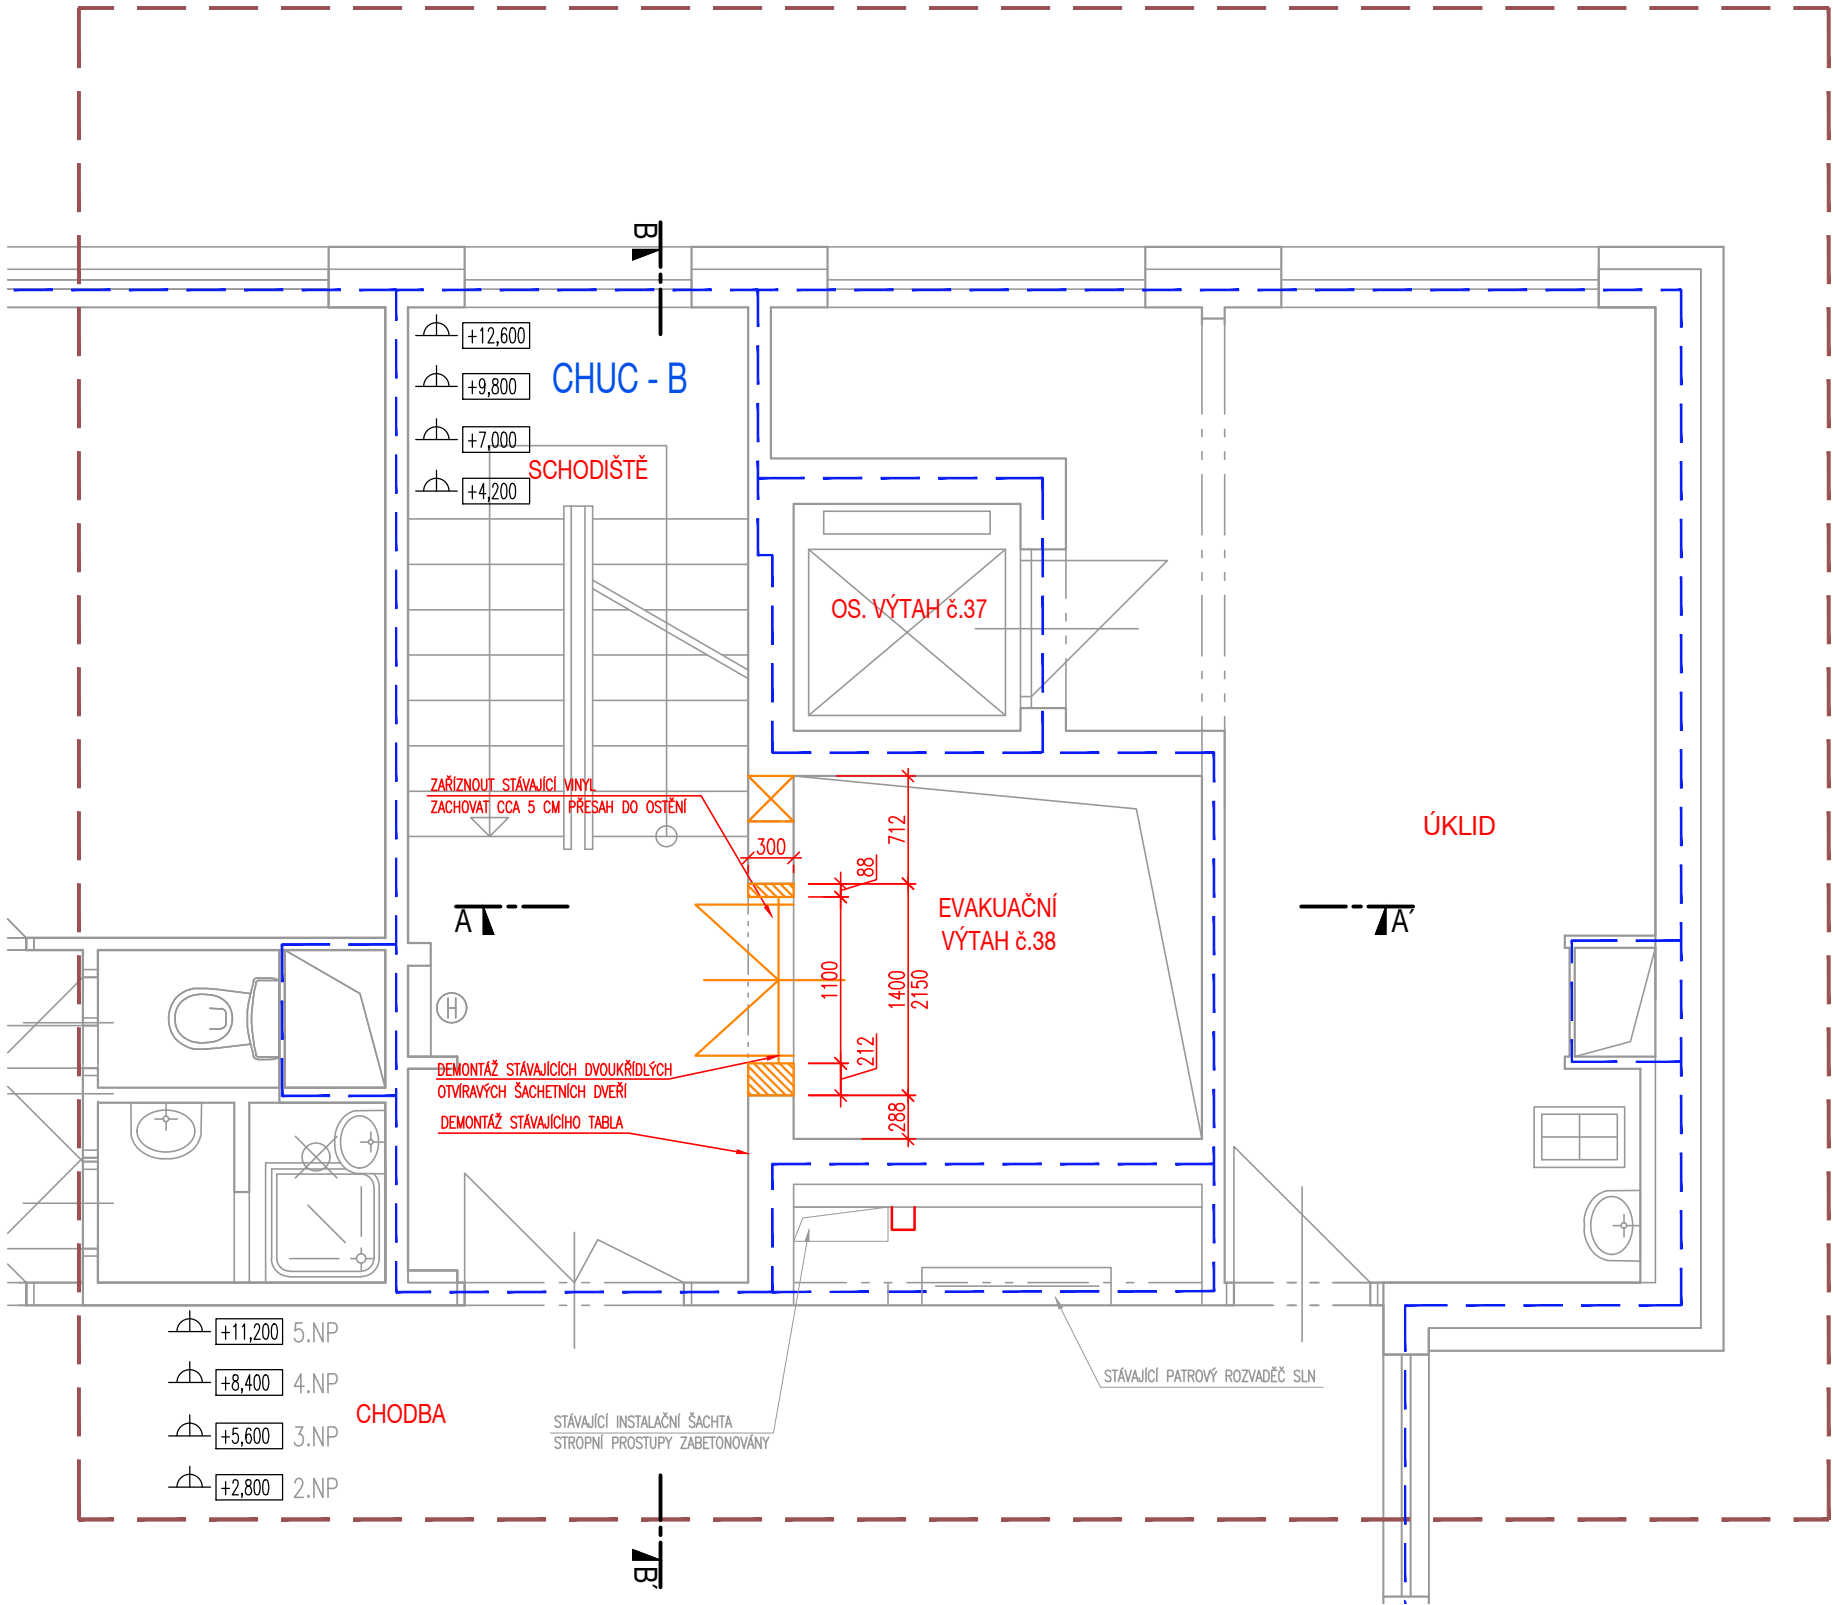 B
+12,600
+9,800
+7,000
+4,200
CHUC - B
SCHODIŠTĚ
OS. VÝTAH č.37
ZAŘÍZNOUT STÁVAJÍCÍ VINYL
ZACHOVAT CCA 5 CM PŘESAH DO OSTĚNÍ
300
712
88
1100
1400
2150
212
288
EVAKUAČNÍ
VÝTAH č.38
ÚKLID
A
A´
H
DEMONTÁŽ STÁVAJÍCÍCH DVOUKŘÍDLÝCH
OTVÍRAVÝCH ŠACHETNÍCH DVEŘÍ
DEMONTÁŽ STÁVAJÍCÍHO TABLA
+11,200 5.NP
+8,400 4.NP
+5,600 3.NP
+2,800 2.NP
CHODBA
STÁVAJÍCÍ INSTALAČNÍ ŠACHTA
STROPNÍ PROSTUPY ZABETONOVÁNY
STÁVAJÍCÍ PATROVÝ ROZVADĚČ SLN
B´